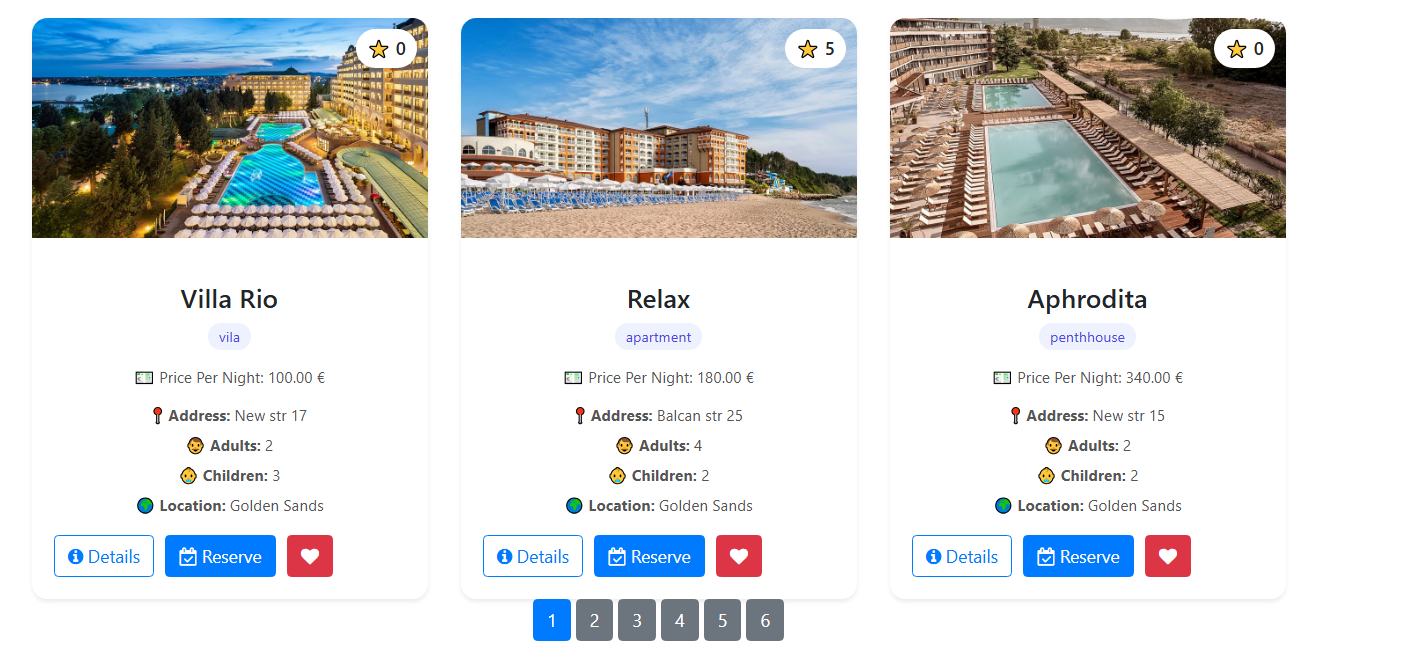 0
5
0
Villa Rio
vila
Price Per Night: 100.00 €
Address: New str 17
Adults: 2
Children: 3
Location: Golden Sands
Details Reserve
Relax
apartment
Price Per Night: 180.00 €
Address: Balcan str 25
Adults: 4
Children: 2
Location: Golden Sands
Details Reserve
Aphrodita
penthhouse
Price Per Night: 340.00 €
Address: New str 15
Adults: 2
Children: 2
Location: Golden Sands
Details Reserve
1 2 3 4 5 6